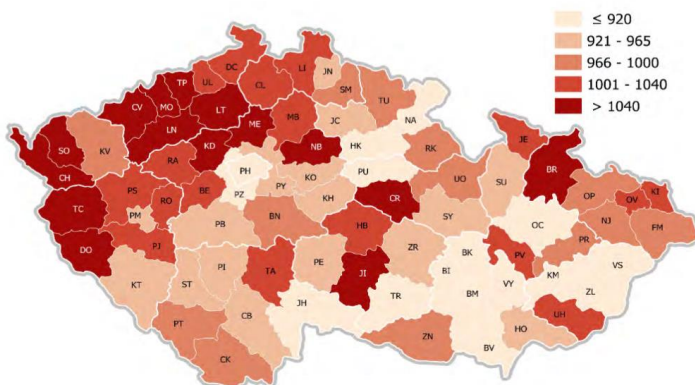 ≤ 920
921 - 965
966 - 1000
1001 - 1040
> 1040
DC
LI
JN
TP
UL
CL
SM
CV
MO
LT
TU
LN
ME
MB
JC
NA
SO
KV
KD
NB
HK
RK
JE
CH
RA
PH
PU
BR
PS
RO
BE
PZ
PY
KO
UO
SU
OP
OV
KI
TC
PM
KH
CR
PB
BN
SY
OC
NJ
FM
DO
PJ
HB
PR
TA
PE
ZR
BK
PV
KT
ST
PI
JI
BI
KM
VS
JH
TR
BM
VY
ZL
PT
CB
UH
ZN
HO
CK
BV